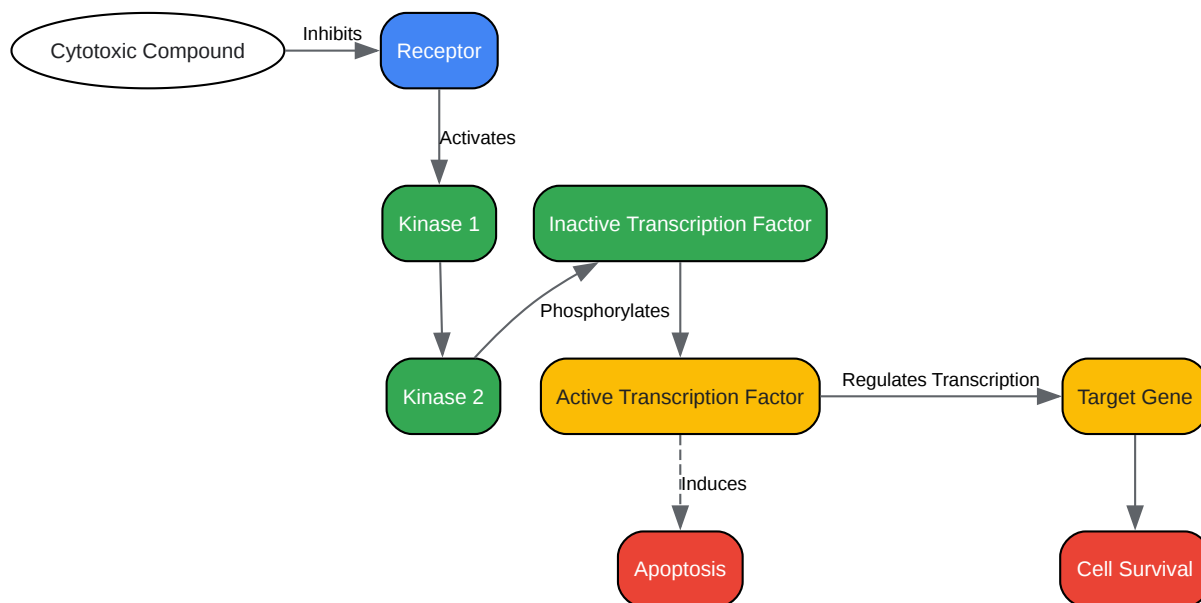 Inhibits
Cytotoxic Compound
Receptor
Activates
Kinase 1
Inactive Transcription Factor
Phosphorylates
Kinase 2
Active Transcription Factor
Regulates Transcription
Target Gene
Induces
Apoptosis
Cell Survival